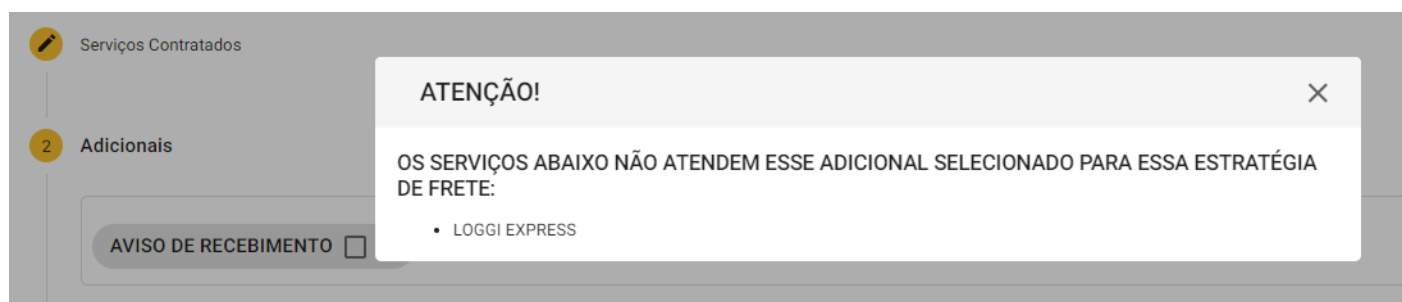 Serviços Contratados
ATENÇÃO!
2 Adicionais
OS SERVIÇOS ABAIXO NÃO ATENDEM ESSE ADICIONAL SELECIONADO PARA ESSA ESTRATÉGIA
DE FRETE:
• LOGGI EXPRESS
AVISO DE RECEBIMENTO